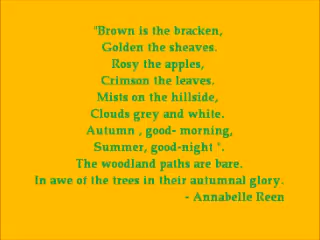 "Brown is the bracken,
Golden the sheaves.
Rosy the apples,
Crimson the leaves.
Mists on the hillside,
Clouds grey and white.
Autumn , good- morning,
Summer, good-night ".
The woodland paths are bare.
In awe of the trees in their autumnal glory.
- Annabelle Reen